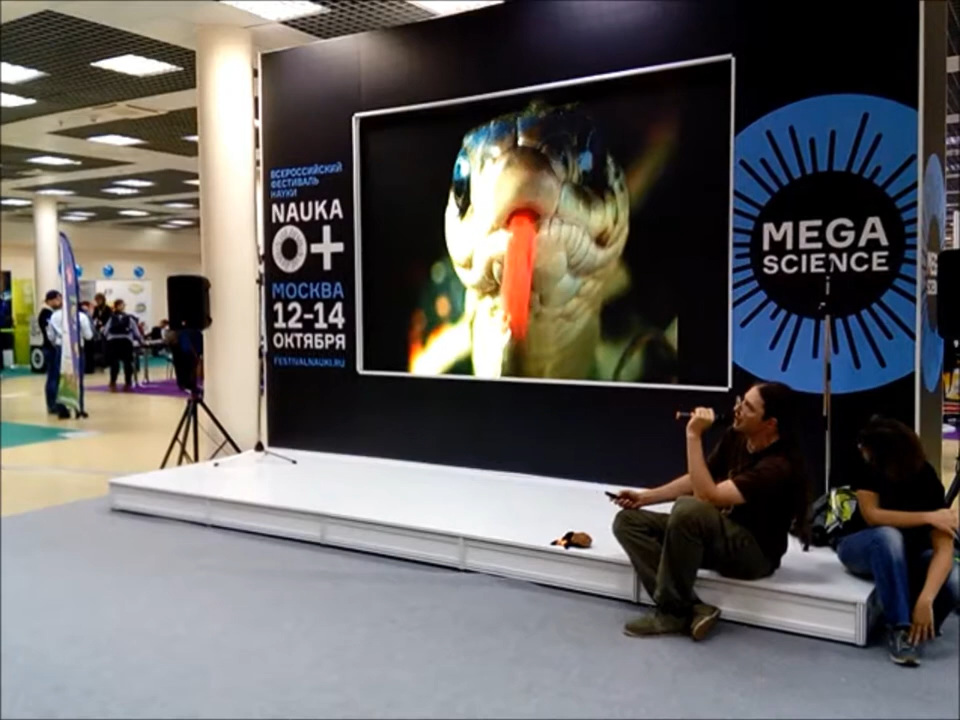 ВСЕРОССИЙСКИЙ
ФЕСТИВАЛЬ
НАУКИ
NAUKA
0+
МОСКВА
12-14
ОКТЯБРЯ
FESTIVALNAUKI.RU
MEGA
SCIENCE